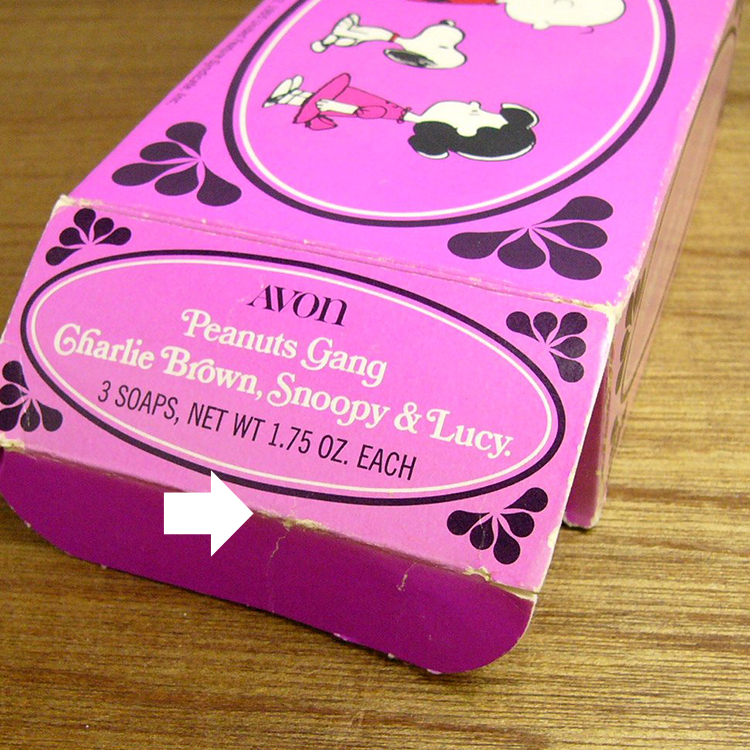 Avon
Peanuts Gang
Charlie Brown, Snoopy & Lucy.
3 SOAPS, NET WT 1.75 OZ. EACH